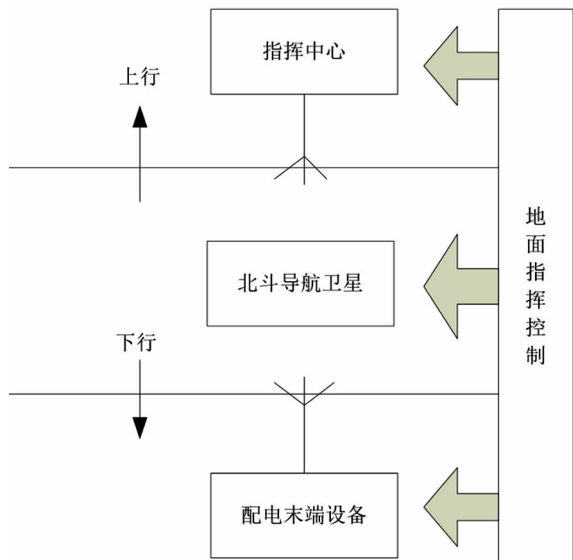 指挥中心
上行
北斗导航卫星
下行
配电末端设备
地面指挥控制